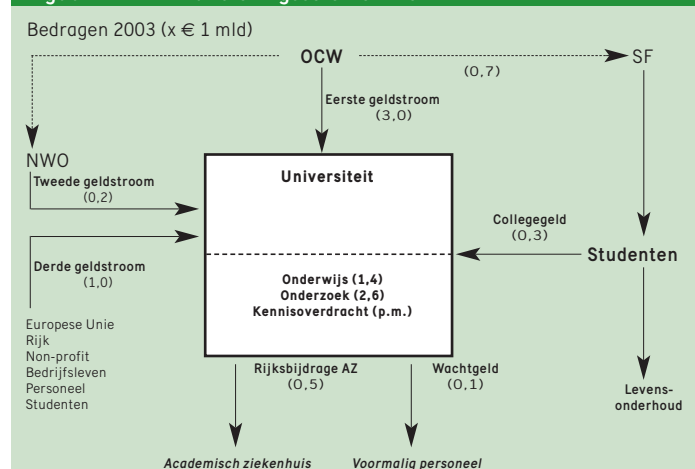 Bedragen 2003 (x € 1 mld)
OCW
SF
(0,7)
Eerste geldstroom
(3,0)
NWO
Tweede geldstroom
(0,2)
Universiteit
Collegegeld
(0,3)
Studenten
Derde geldstroom
(1,0)
Onderwijs (1,4)
Onderzoek (2,6)
Kennisoverdracht (p.m.)
Europese Unie
Rijk
Non-profit
Bedrijfsleven
Personeel
Studenten
Rijksbijdrage AZ
(0,5)
Wachtgeld
(0,1)
Levens-
onderhoud
Academisch ziekenhuis
Voormalig personeel